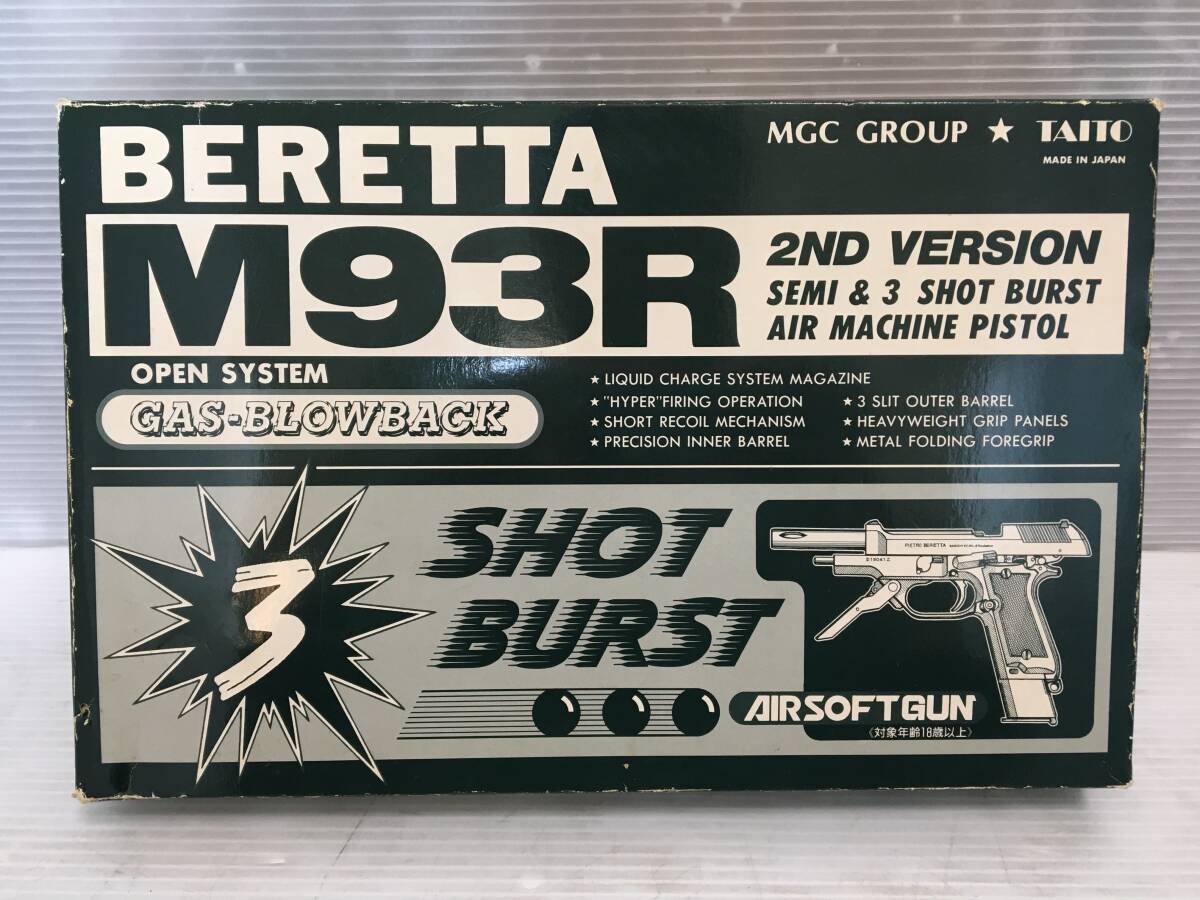 BERETTA
MGC GROUP ★ TAITO
MADE IN JAPAN
M93R
2ND VERSION
SEMI & 3 SHOT BURST
AIR MACHINE PISTOL
OPEN SYSTEM
GAS-BLOWBACK
★ LIQUID CHARGE SYSTEM MAGAZINE
★ "HYPER" FIRING OPERATION
★ SHORT RECOIL MECHANISM
★ PRECISION INNER BARREL
★ 3 SLIT OUTER BARREL
★ HEAVYWEIGHT GRIP PANELS
★ METAL FOLDING FOREGRIP
3
SHOT
BURST
PIETRO BERETTA
AIRSOFT GUN
《対象年齢18歳以上》